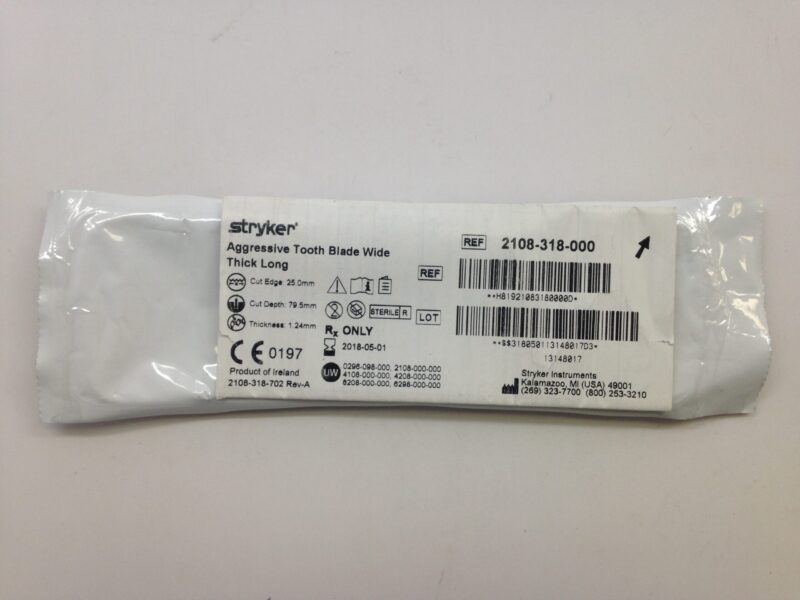 stryker
Aggressive Tooth Blade Wide
Thick Long
Cut Edge: 25.0mm
Cut Depth: 79.5mm
Thickness: 1.24mm
CE 0197
Product of Ireland
2108-318-702 Rev-A
STERILE R
Rx ONLY
2018-05-01
UW
0298-098-000, 2108-000-000
4108-000-000, 4208-000-000
6208-000-000, 6298-000-000
REF
LOT
REF 2108-318-000
**H81921083180000D*
**$$318050113148017D3*
13148017
Stryker Instruments
Kalamazoo, MI (USA) 49001
(269) 323-7700 (800) 253-3210